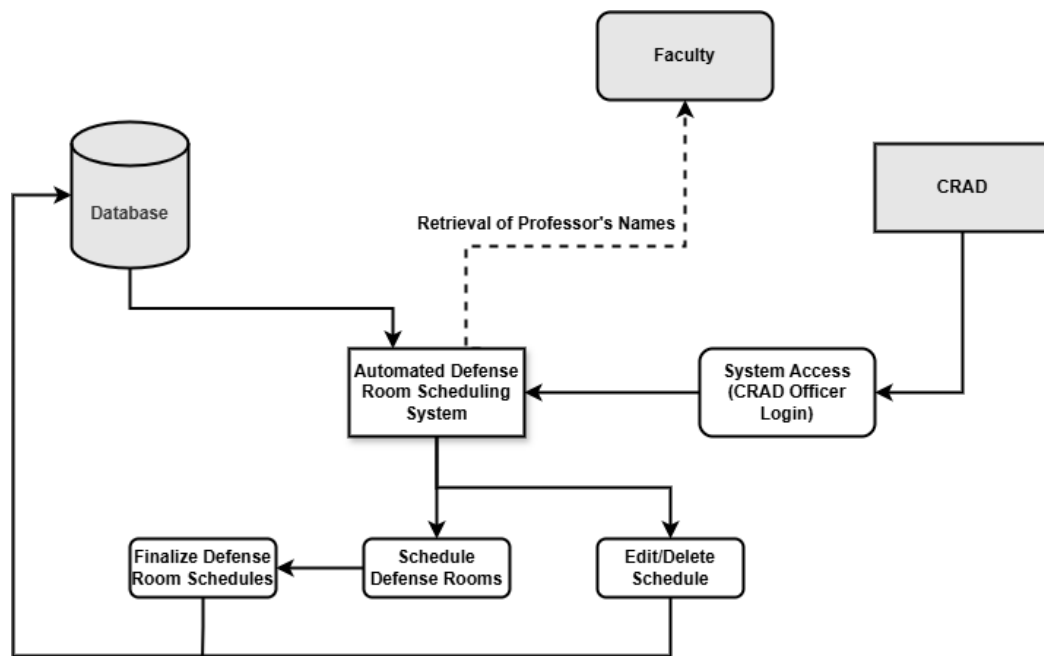 Faculty
CRAD
Database
Retrieval of Professor's Names
Automated Defense
Room Scheduling
System
System Access
(CRAD Officer
Login)
Finalize Defense
Room Schedules
Schedule
Defense Rooms
Edit/Delete
Schedule